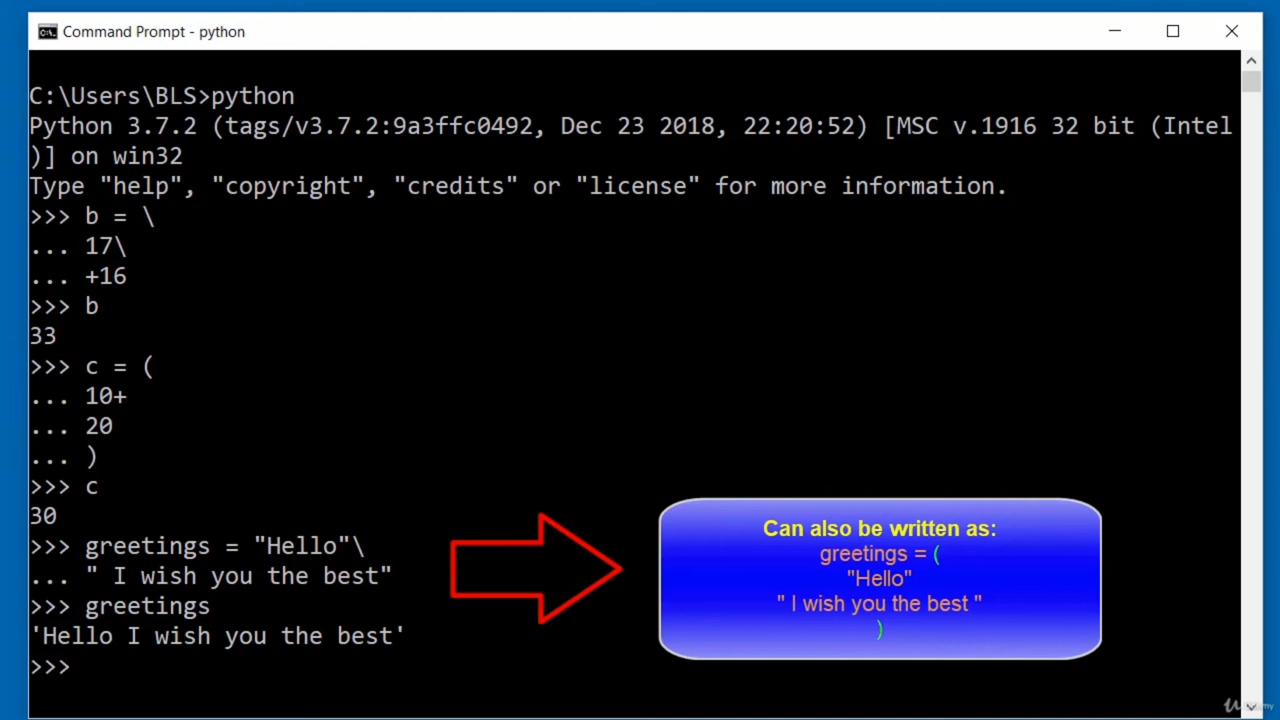 Command Prompt - python
C:\Users\BLS>python
Python 3.7.2 (tags/v3.7.2:9a3ffc0492, Dec 23 2018, 22:20:52) [MSC v.1916 32 bit (Intel
)] on win32
Type "help", "copyright", "credits" or "license" for more information.
>>> b = \
... 17\
... +16
>>> b
33
>>> c = (
... 10+
... 20
... )
>>> c
30
>>> greetings = "Hello"\
... " I wish you the best"
>>> greetings
'Hello I wish you the best'
>>>
Can also be written as:
greetings = (
"Hello"
" I wish you the best "
)